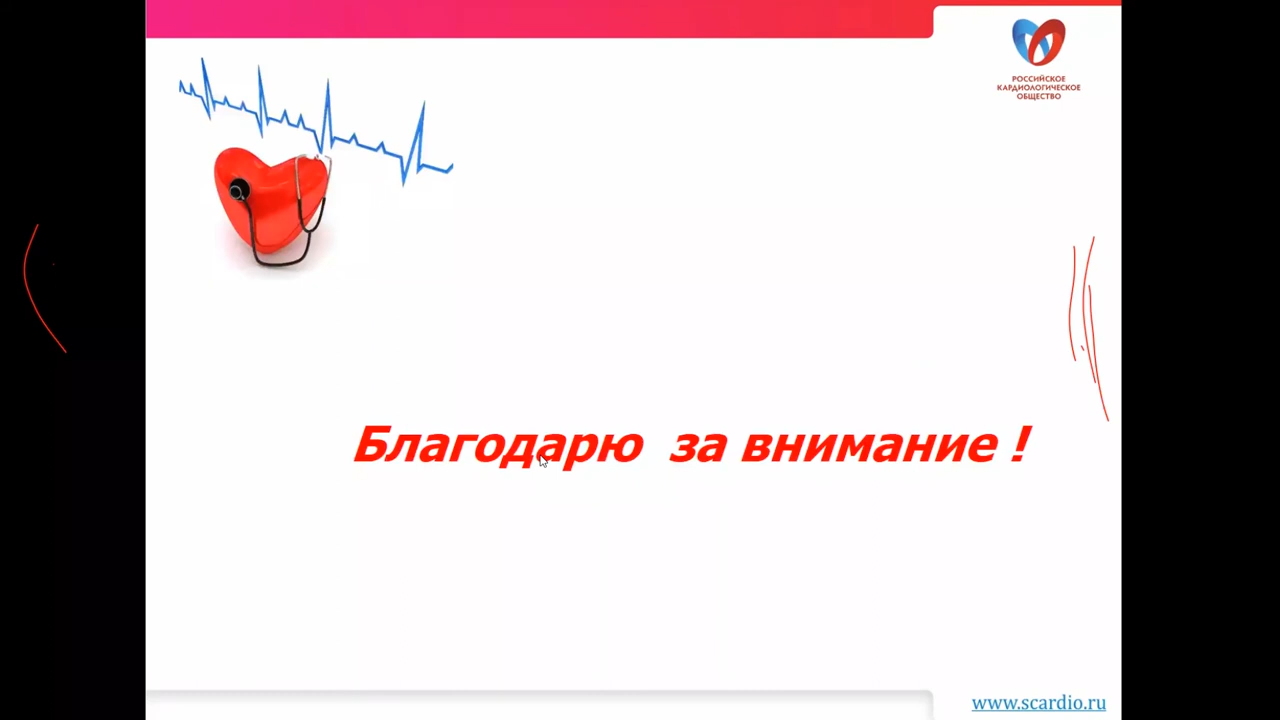 РОССИЙСКОЕ
КАРДИОЛОГИЧЕСКОЕ
ОБЩЕСТВО
Благодарю за внимание !
www.scardio.ru